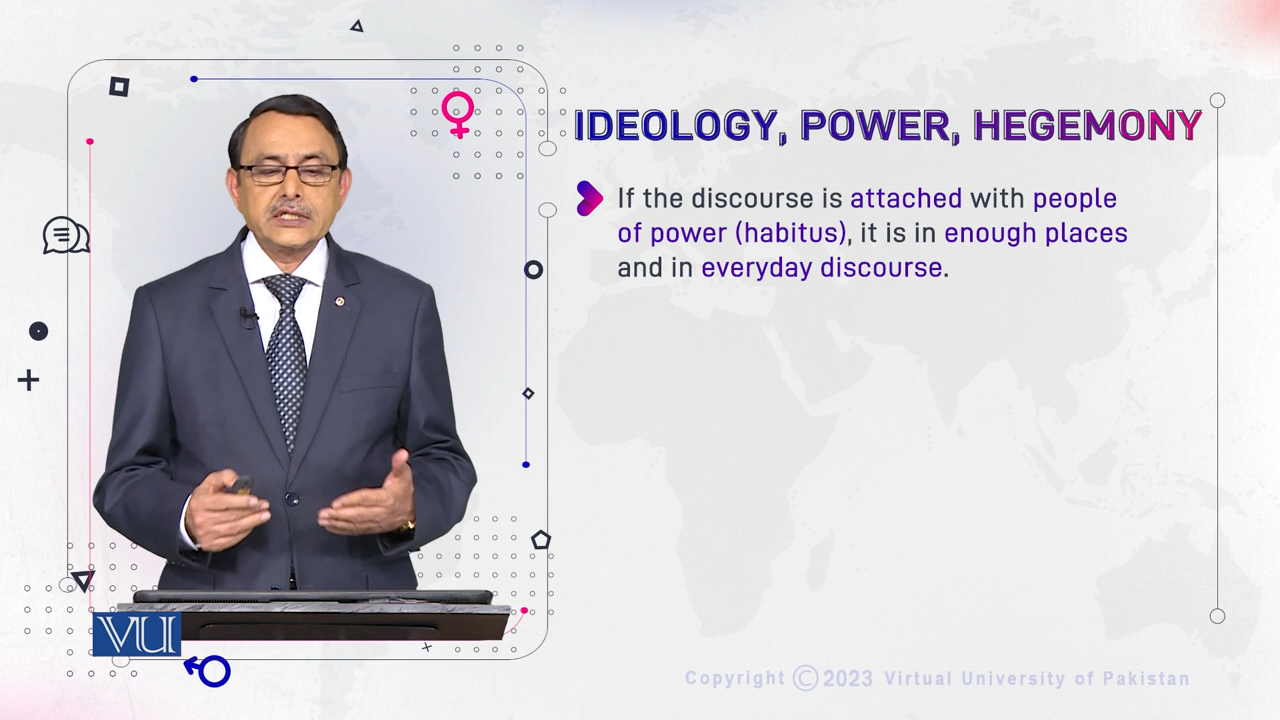 IDEOLOGY, POWER, HEGEMONY
If the discourse is attached with people
of power (habitus), it is in enough places
and in everyday discourse.
VU
Copyright ©2023 Virtual University of Pakistan